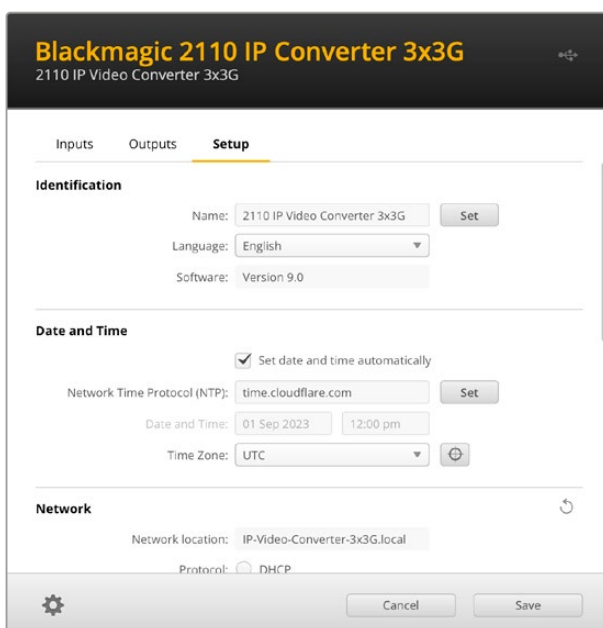 Blackmagic 2110 IP Converter 3x3G
2110 IP Video Converter 3x3G
Inputs Outputs Setup
Identification
Name: 2110 IP Video Converter 3x3G Set
Language: English
Software: Version 9.0
Date and Time
Set date and time automatically
Network Time Protocol (NTP): time.cloudflare.com Set
Date and Time: 01 Sep 2023 12:00 pm
Time Zone: UTC
Network
Network location: IP-Video-Converter-3x3G.local
Protocol: DHCP
Cancel Save